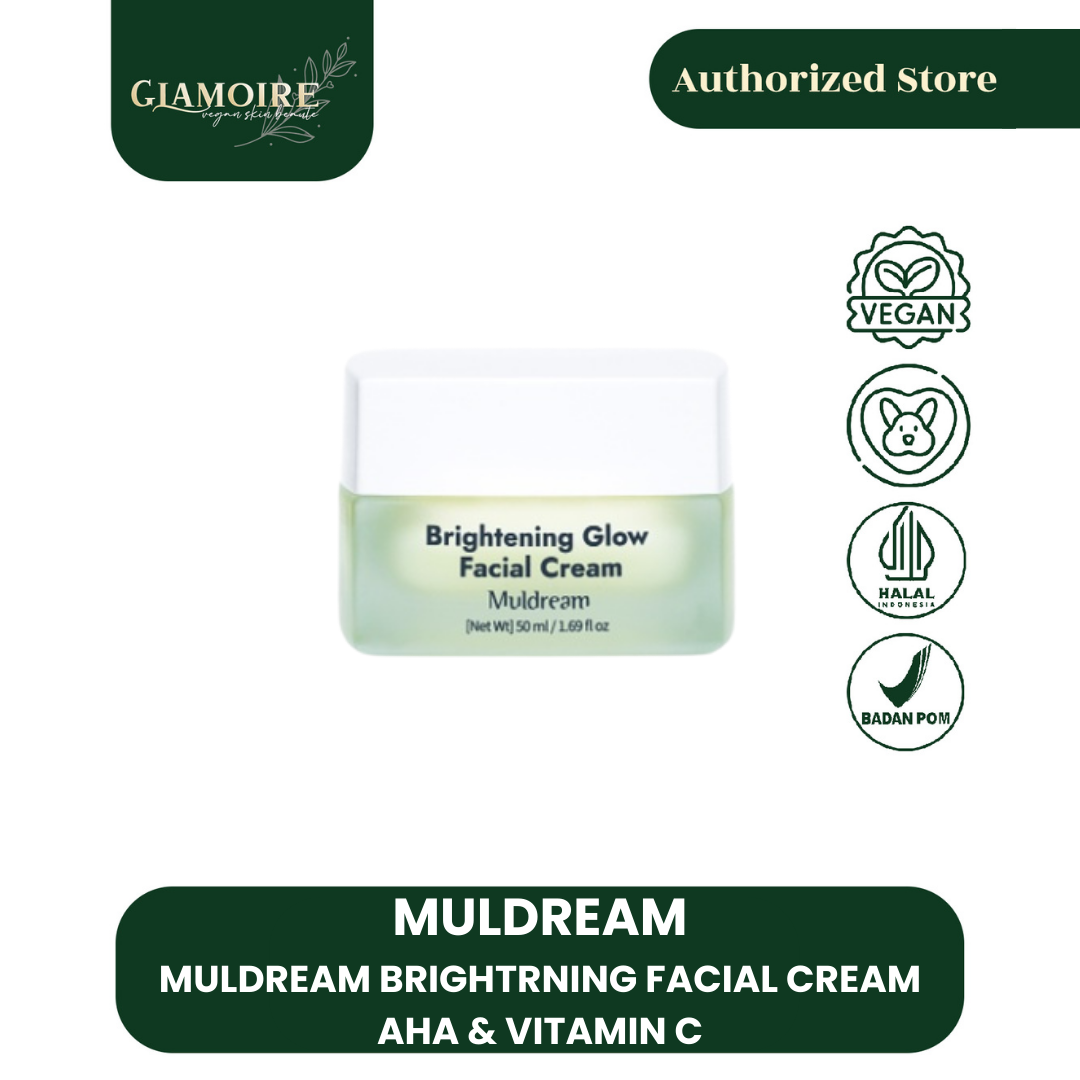 GLAMOIRE
vegan skin beaute
Authorized Store
VEGAN
HALAL
INDONESIA
BADAN POM
Brightening Glow
Facial Cream
Muldream
[Net Wt] 50 ml / 1.69 fl oz
MULDREAM
MULDREAM BRIGHTRNING FACIAL CREAM
AHA & VITAMIN C